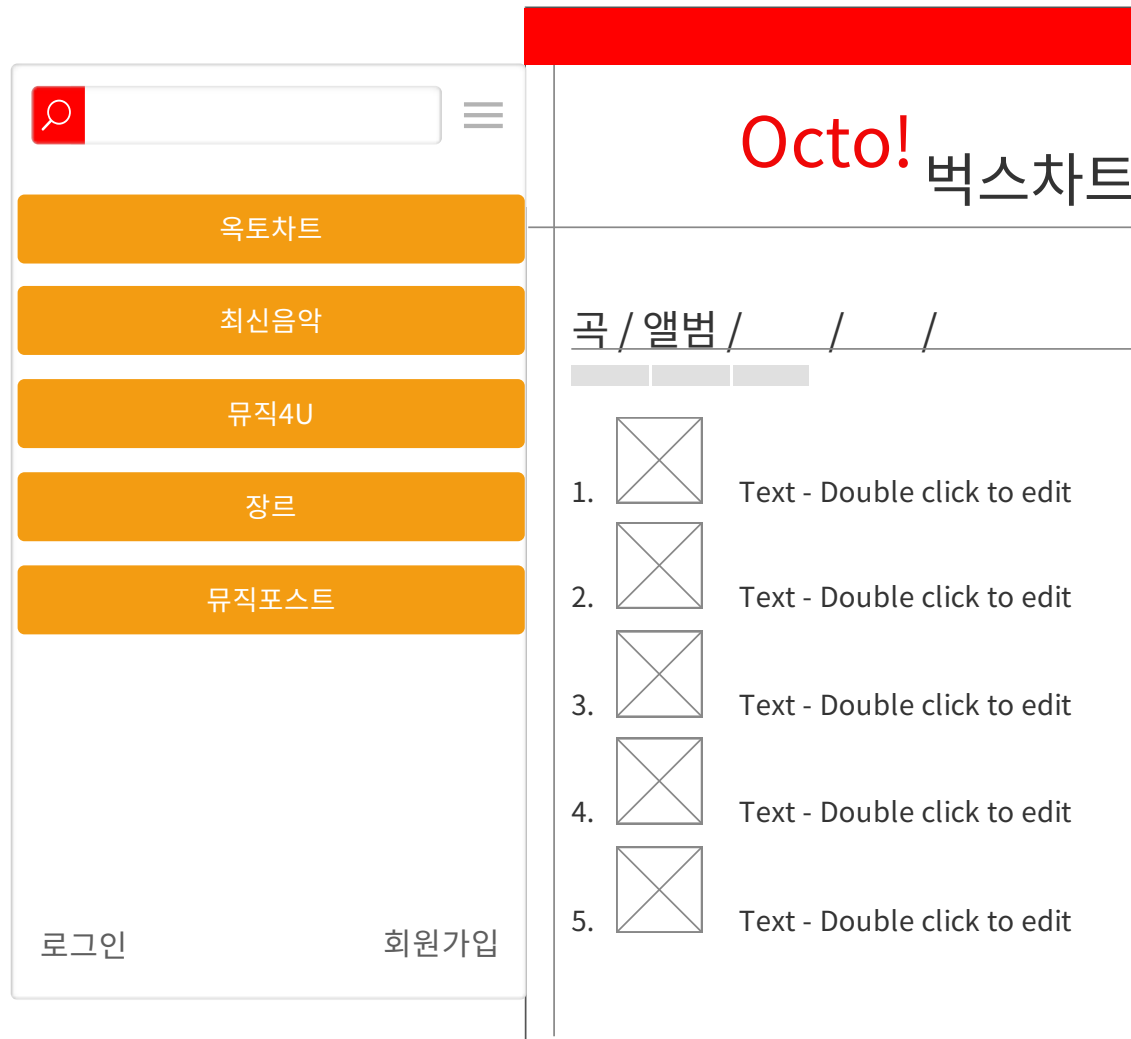 옥토차트
최신음악
뮤직4U
장르
뮤직포스트
로그인
회원가입
Octo!
벅스차트
곡 / 앨범 / / /
1. Text - Double click to edit
2. Text - Double click to edit
3. Text - Double click to edit
4. Text - Double click to edit
5. Text - Double click to edit